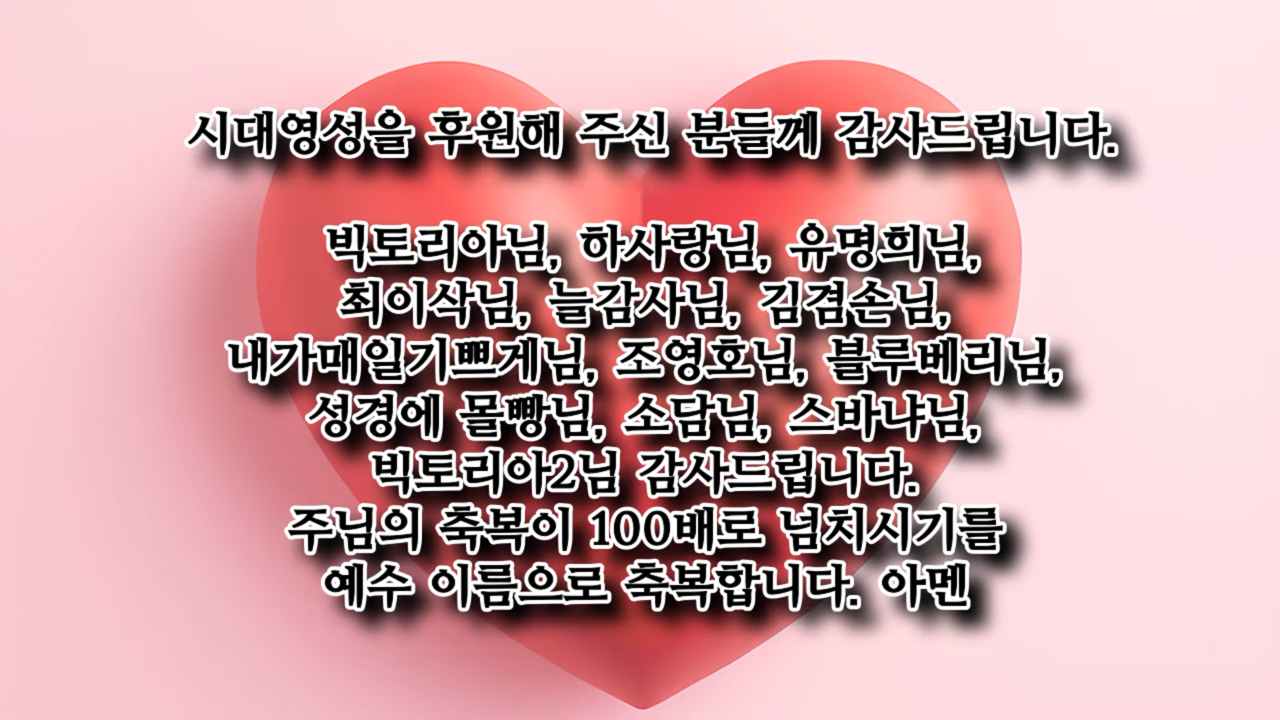 시대영성을 후원해 주신 분들께 감사드립니다.
빅토리아님, 하사랑님, 유명희님,
최이삭님, 늘감사님, 김겸손님,
내가매일기쁘게님, 조영호님, 블루베리님,
성경에 몰빵님, 소담님, 스바냐님,
빅토리아2님 감사드립니다.
주님의 축복이 100배로 넘치시기를
예수 이름으로 축복합니다. 아멘